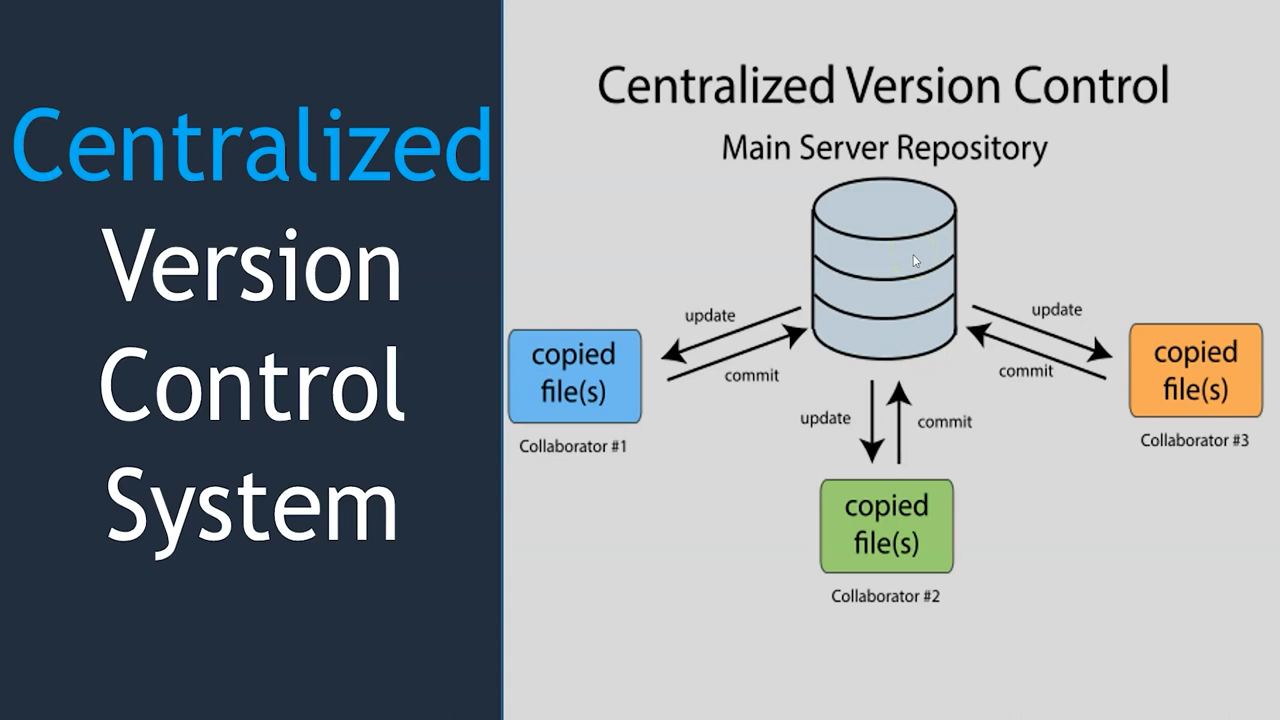 Centralized
Version
Control
System
Centralized Version Control
Main Server Repository
update
commit
update
commit
update
commit
copied
file(s)
Collaborator #1
copied
file(s)
Collaborator #2
copied
file(s)
Collaborator #3